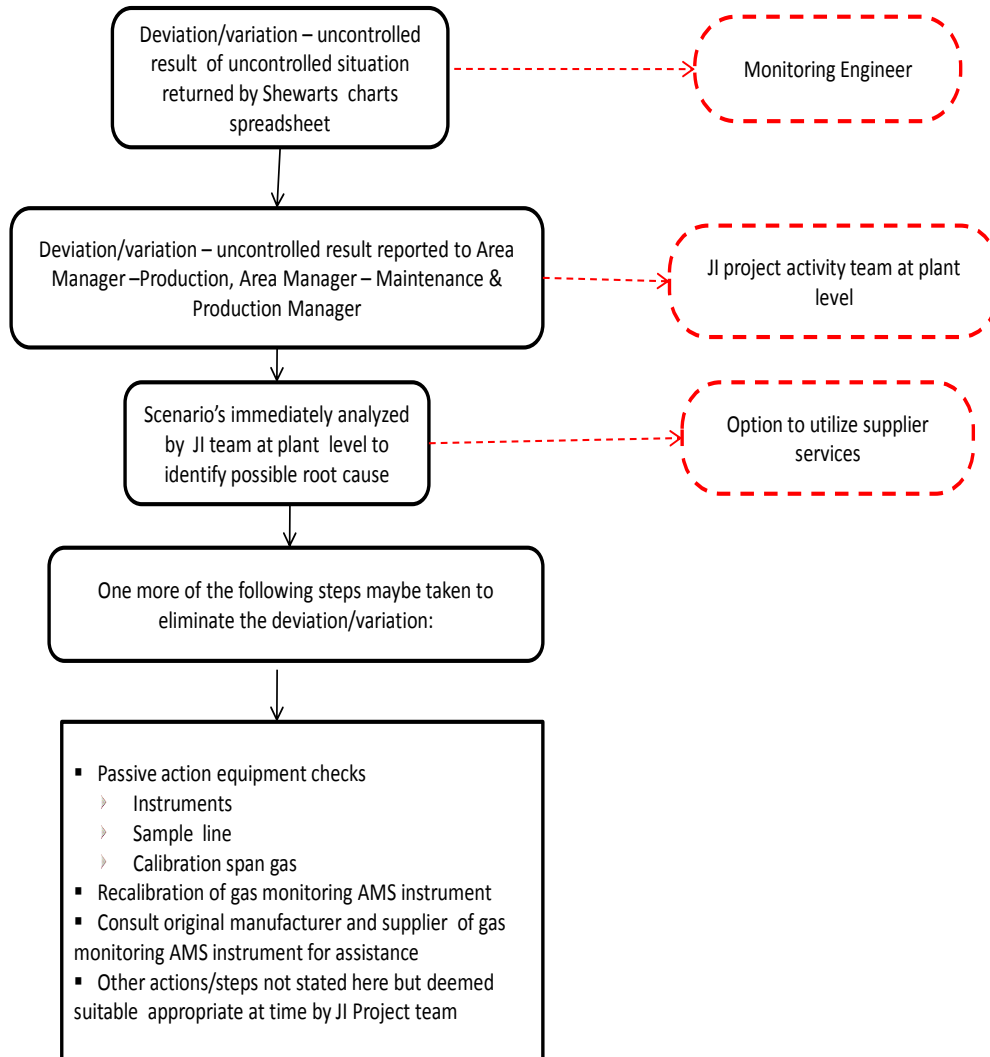 Deviation/variation – uncontrolled
result of uncontrolled situation
returned by Shewarts charts
spreadsheet
Monitoring Engineer
Deviation/variation – uncontrolled result reported to Area
Manager –Production, Area Manager – Maintenance &
Production Manager
JI project activity team at plant
level
Scenario's immediately analyzed
by JI team at plant level to
identify possible root cause
Option to utilize supplier
services
One more of the following steps maybe taken to
eliminate the deviation/variation:
▪ Passive action equipment checks
Instruments
Sample line
Calibration span gas
▪ Recalibration of gas monitoring AMS instrument
▪ Consult original manufacturer and supplier of gas
monitoring AMS instrument for assistance
▪ Other actions/steps not stated here but deemed
suitable appropriate at time by JI Project team